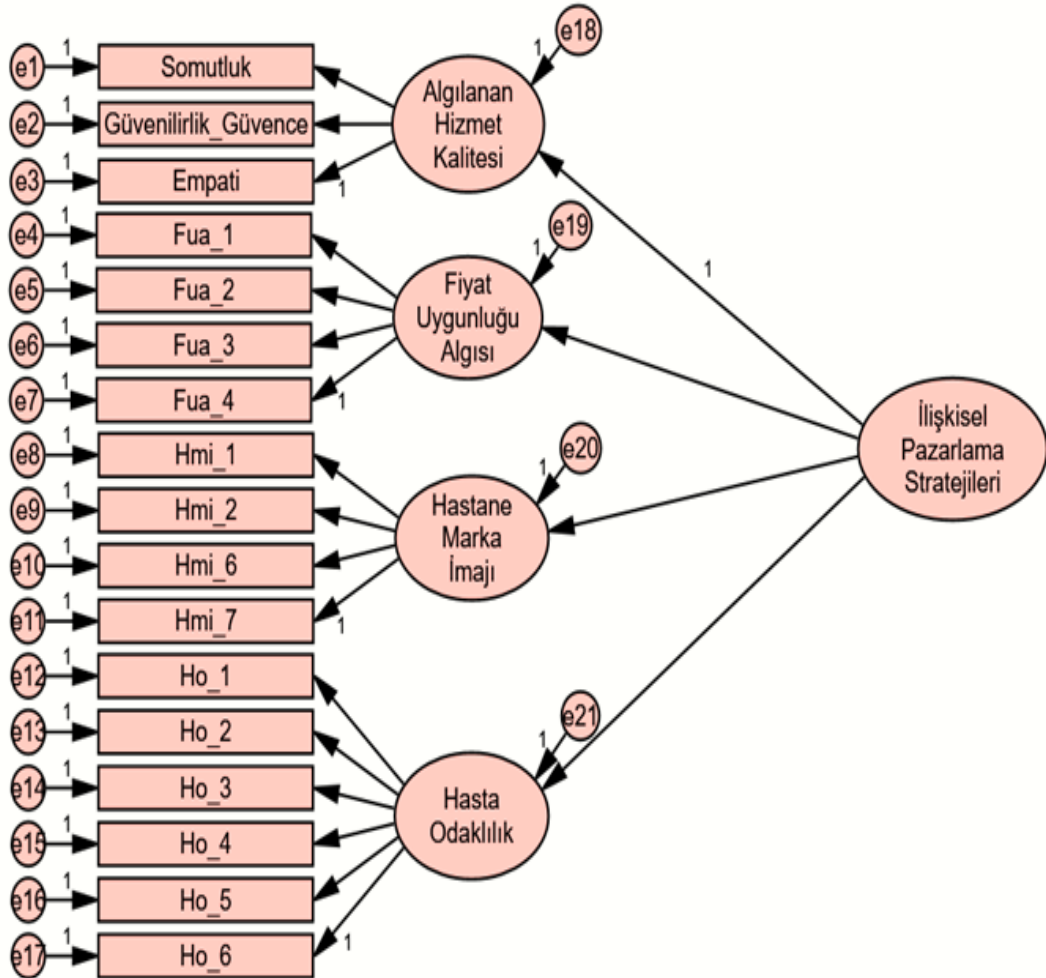 e1 1 Somutluk
e2 1 Güvenilirlik_Güvence
e3 1 Empati
1
Algılanan
Hizmet
Kalitesi
1 e18
e4 1 Fua_1
e5 1 Fua_2
e6 1 Fua_3
e7 1 Fua_4
1
Fiyat
Uygunluğu
Algısı
1 e19
e8 1 Hmi_1
e9 1 Hmi_2
e10 1 Hmi_6
e11 1 Hmi_7
1
Hastane
Marka
İmajı
1 e20
e12 1 Ho_1
e13 1 Ho_2
e14 1 Ho_3
e15 1 Ho_4
e16 1 Ho_5
e17 1 Ho_6
1
Hasta
Odaklılık
1 e21
1
İlişkisel
Pazarlama
Stratejileri